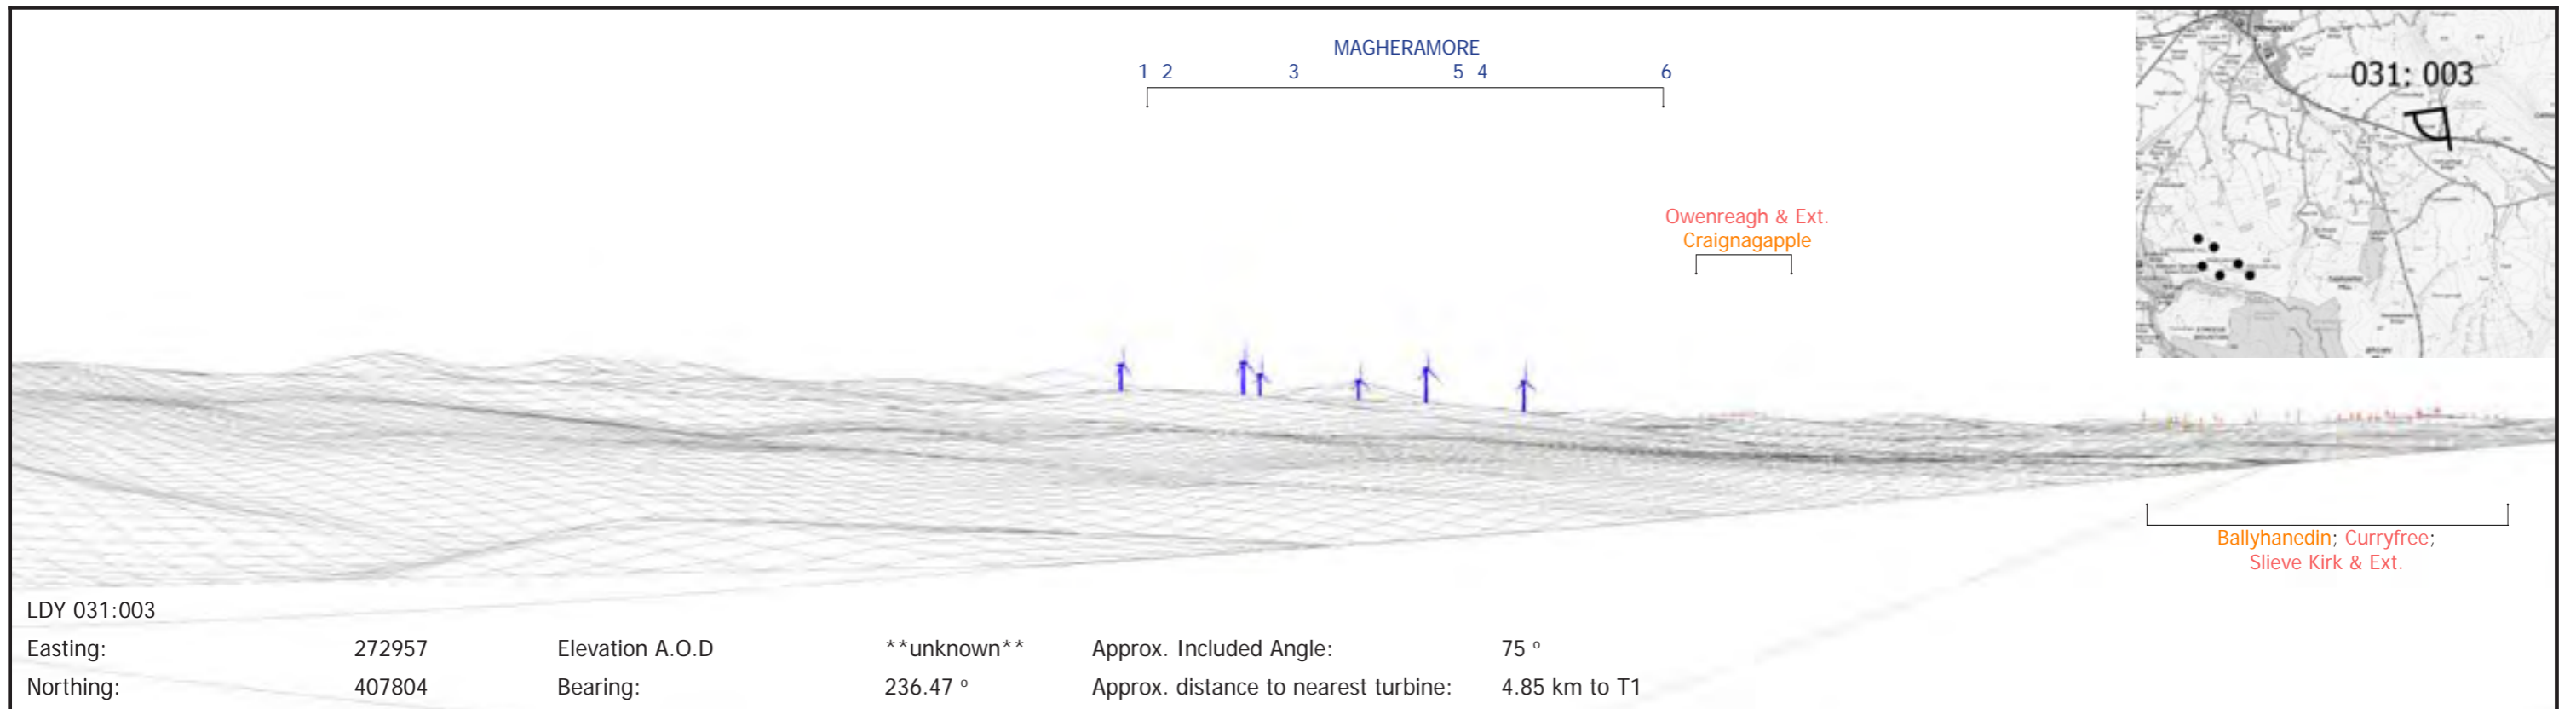 MAGHERAMORE
1 2 3 5 4 6
031: 003
Owenreagh & Ext.
Craignagapple
Ballyhanedin; Curryfree;
Slieve Kirk & Ext.
LDY 031:003
Easting: 272957 Elevation A.O.D **unknown** Approx. Included Angle: 75 º
Northing: 407804 Bearing: 236.47 º Approx. distance to nearest turbine: 4.85 km to T1